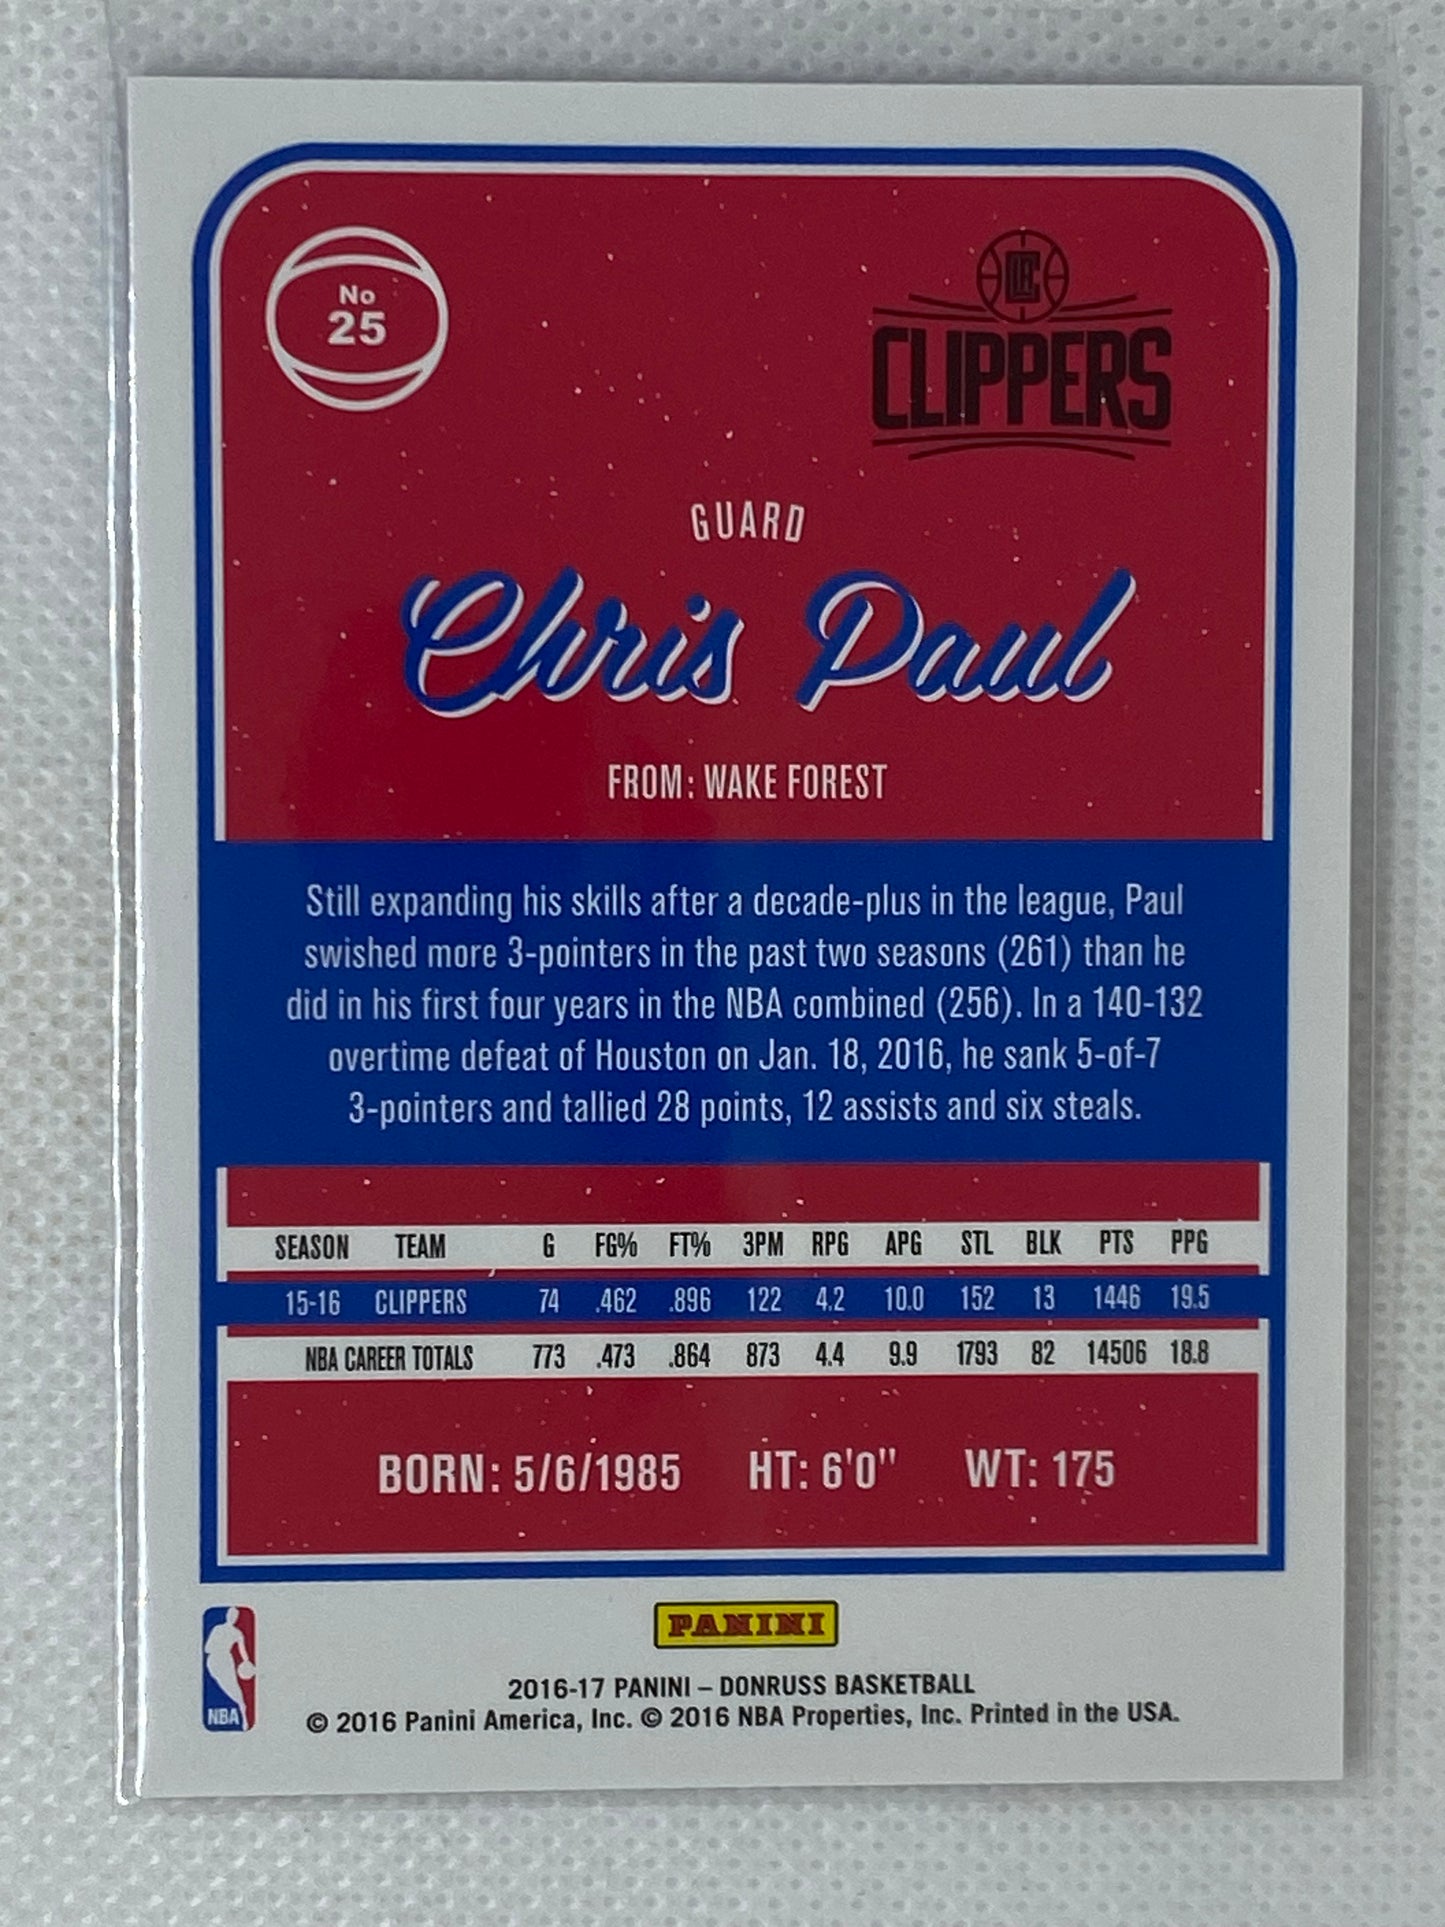 No
25
CLIPPERS
GUARD
Chris Paul
FROM: WAKE FOREST
Still expanding his skills after a decade-plus in the league, Paul
swished more 3-pointers in the past two seasons (261) than he
did in his first four years in the NBA combined (256). In a 140-132
overtime defeat of Houston on Jan. 18, 2016, he sank 5-of-7
3-pointers and tallied 28 points, 12 assists and six steals.
SEASON TEAM G FG% FT% 3PM RPG APG STL BLK PTS PPG
15-16 CLIPPERS 74 .462 .896 122 4.2 10.0 152 13 1446 19.5
NBA CAREER TOTALS 773 .473 .864 873 4.4 9.9 1793 82 14506 18.8
BORN: 5/6/1985 HT: 6'0" WT: 175
PANINI
NBA
2016-17 PANINI – DONRUSS BASKETBALL
© 2016 Panini America, Inc. © 2016 NBA Properties, Inc. Printed in the USA.